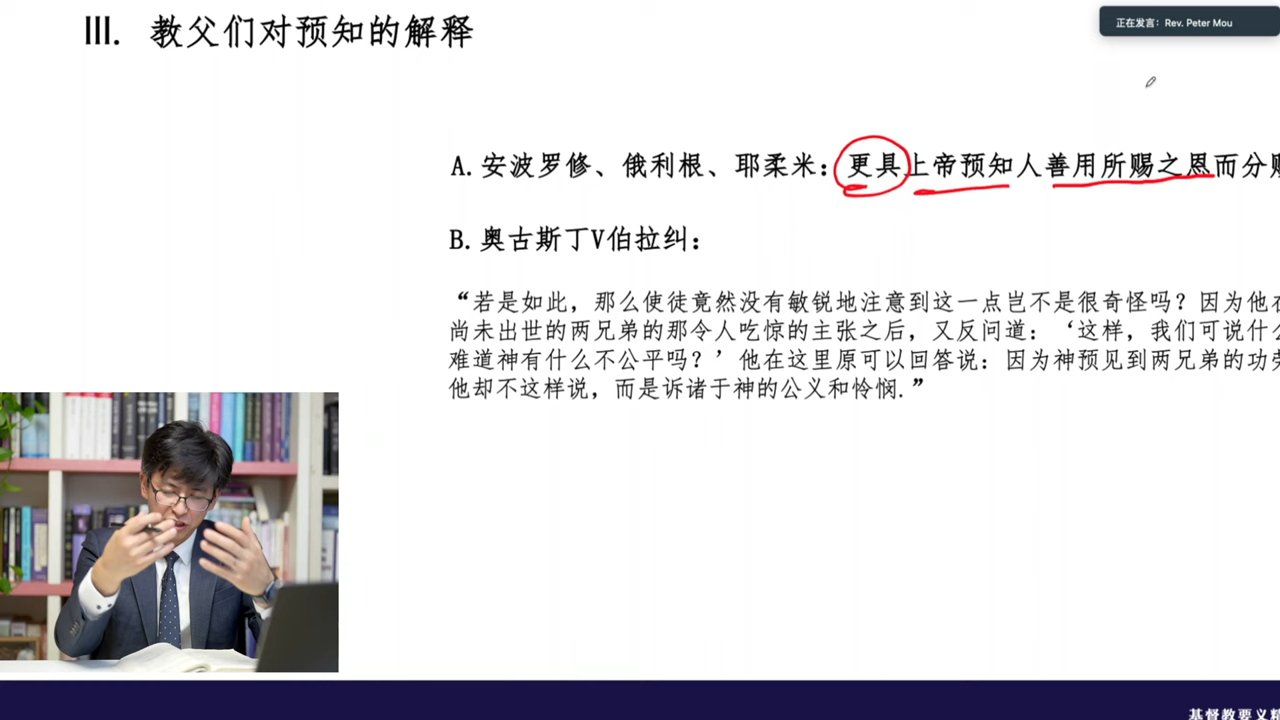 III. 教父们对预知的解释
正在发言：Rev. Peter Mou
A. 安波罗修、俄利根、耶柔米：更具上帝预知人善用所赐之恩而分
B. 奥古斯丁V伯拉纠：
“若是如此，那么使徒竟然没有敏锐地注意到这一点岂不是很奇怪吗？因为他
尚未出世的两兄弟的那令人吃惊的主张之后，又反问道：‘这样，我们可说什
难道神有什么不公平吗？’他在这里原可以回答说：因为神预见到两兄弟的功
他却不这样说，而是诉诸于神的公义和怜悯.”
基督教要义